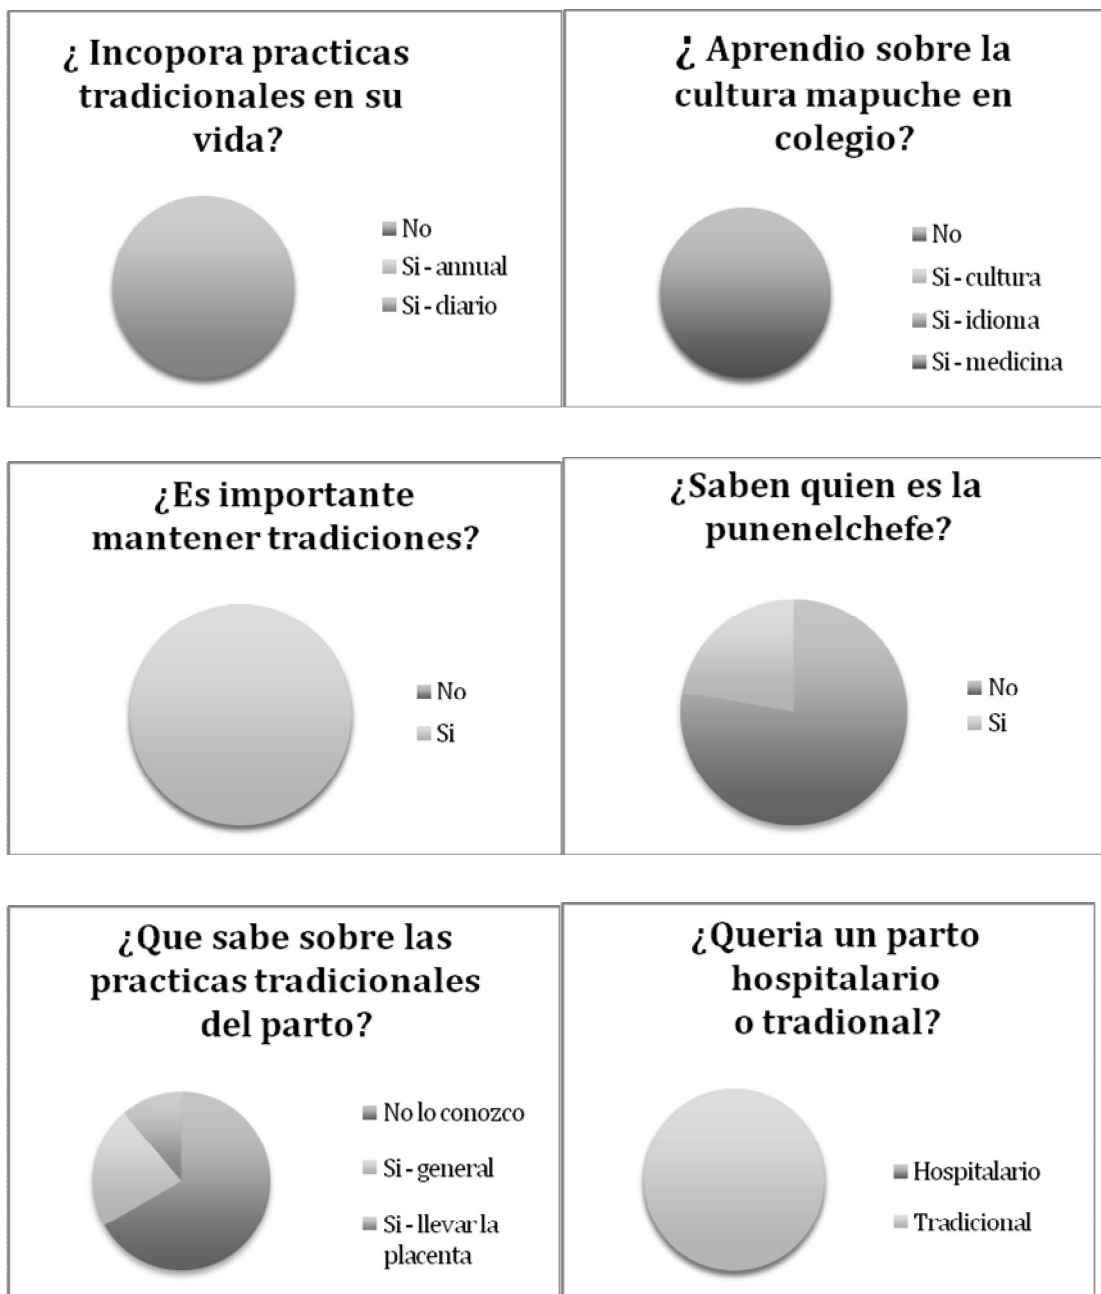 ¿ Incopora practicas
tradicionales en su
vida?
No
Si - annual
Si - diario
¿ Aprendio sobre la
cultura mapuche en
colegio?
No
Si - cultura
Si - idioma
Si - medicina
¿Es importante
mantener tradiciones?
No
Si
¿Saben quien es la
punenelchefe?
No
Si
¿Que sabe sobre las
practicas tradicionales
del parto?
No lo conozco
Si - general
Si - llevar la
placenta
¿Queria un parto
hospitalario
o tradional?
Hospitalario
Tradicional